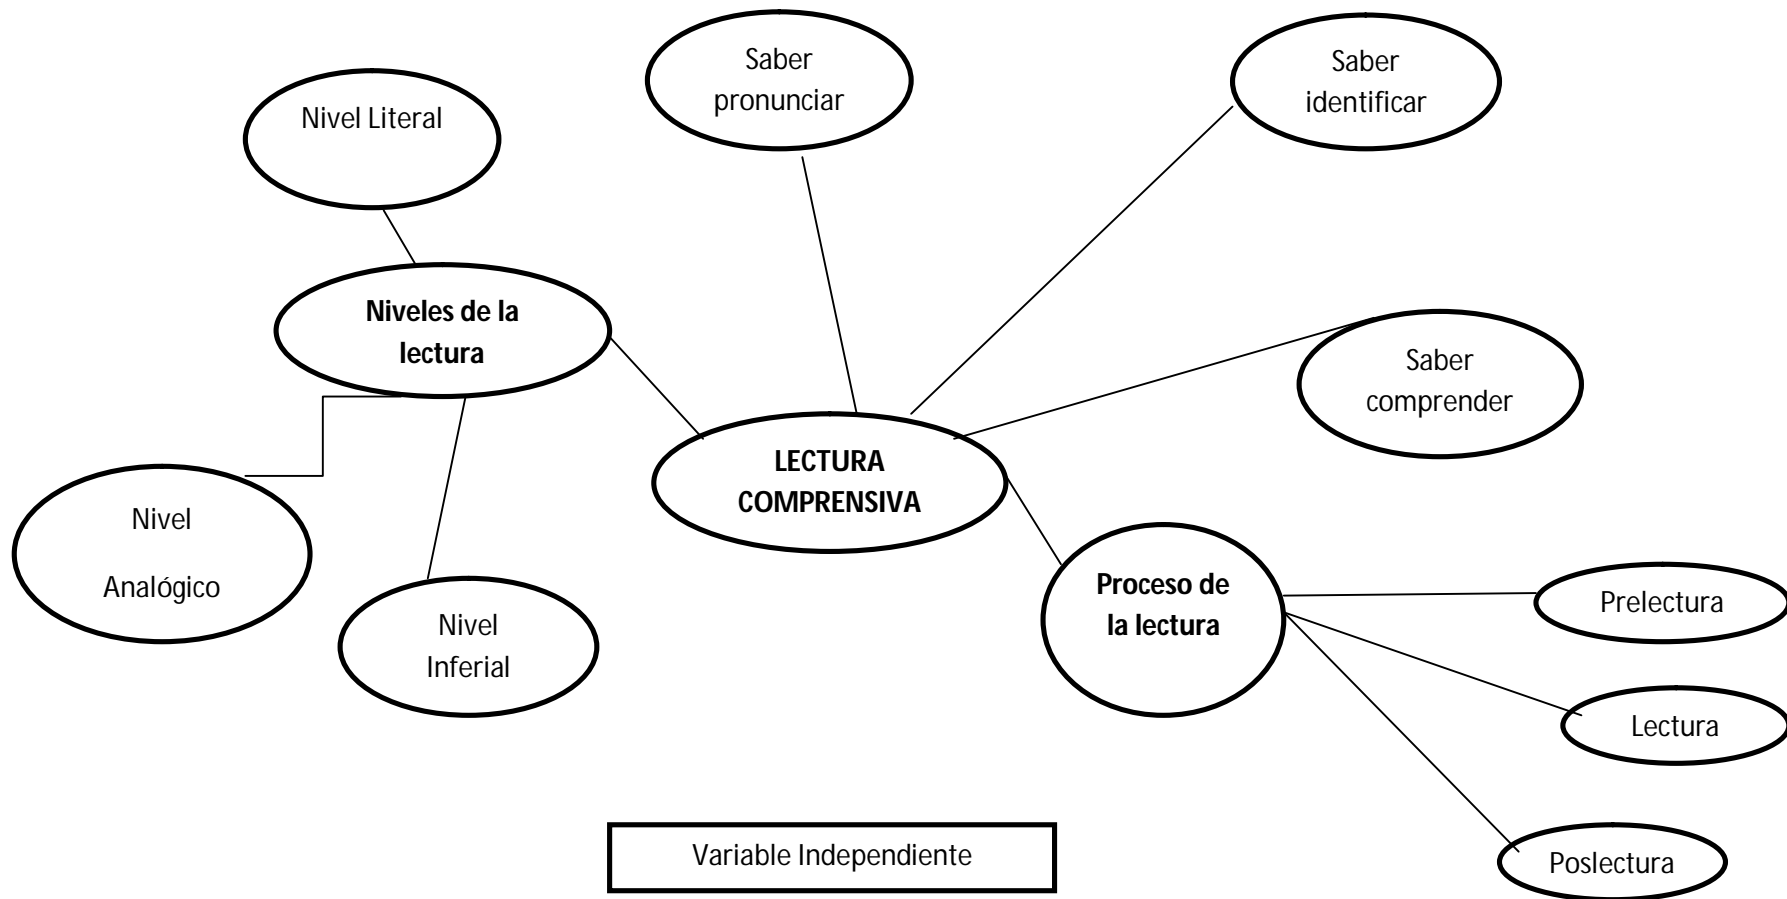 Saber
pronunciar
Saber
identificar
Nivel Literal
Niveles de la
lectura
Saber
comprender
LECTURA
COMPRENSIVA
Nivel
Analógico
Nivel
Inferial
Proceso de
la lectura
Prelectura
Lectura
Poslectura
Variable Independiente